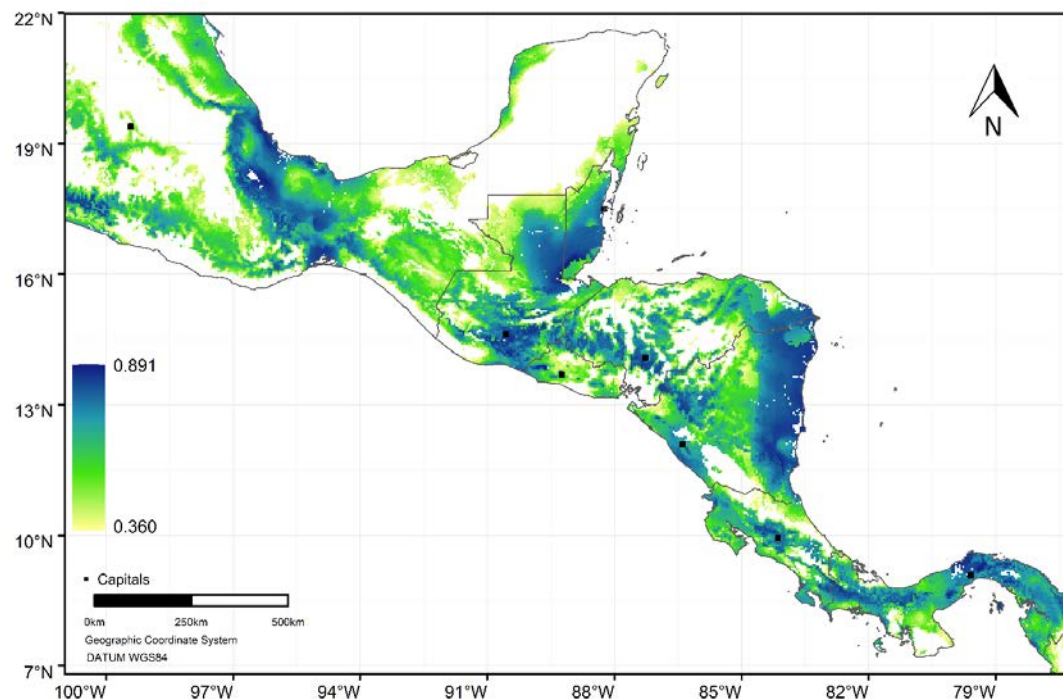 22°N
19°N
16°N
13°N
10°N
7°N
N
0.891
0.360
Capitals
0km 250km 500km
Geographic Coordinate System
DATUM WGS84
100°W 97°W 94°W 91°W 88°W 85°W 82°W 79°W